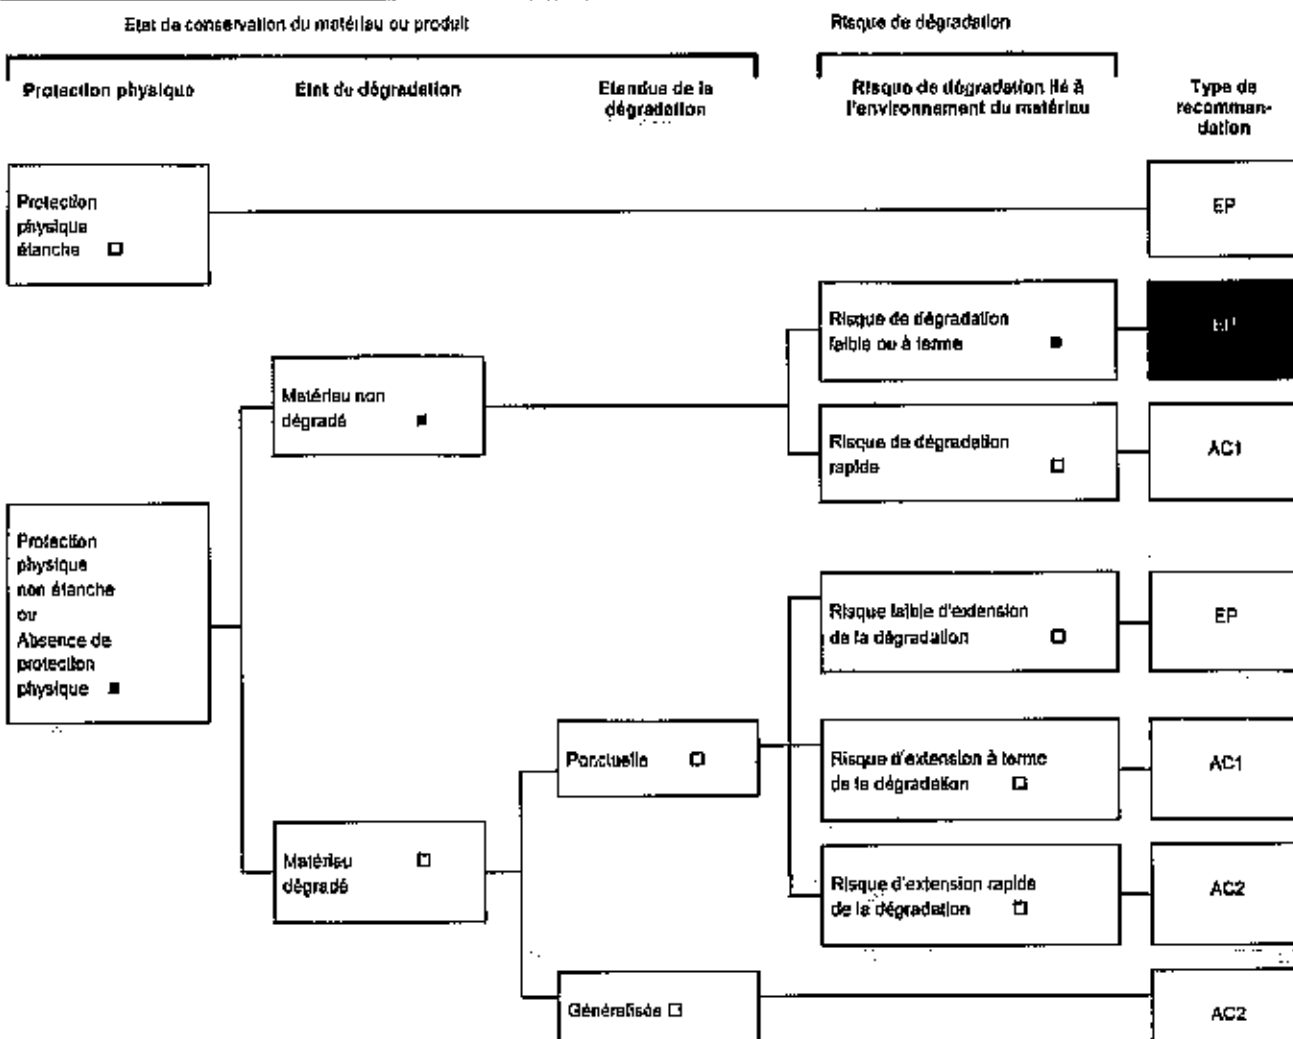 Etat de conservation du matériau ou produit
Risque de dégradation
Protection physique
Etat de dégradation
Etendue de la
dégradation
Risque de dégradation lié à
l'environnement du matériau
Type de
recomman-
dation
Protection
physique
étanche
EP
Risque de dégradation
faible ou à terme
EP
Matériau non
dégradé
Risque de dégradation
rapide
AC1
Protection
physique
non étanche
ou
Absence de
protection
physique
Risque faible d'extension
de la dégradation
EP
Ponctuelle
Risque d'extension à terme
de la dégradation
AC1
Matériau
dégradé
Risque d'extension rapide
de la dégradation
AC2
Généralisée
AC2